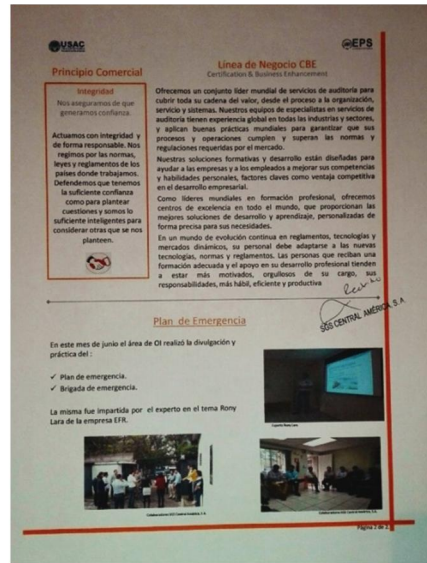 USAC
EPS
Principio Comercial
Integridad
Nos aseguramos de que
generamos confianza.
Actuamos con integridad y
de forma responsable. Nos
regimos por las normas,
leyes y reglamentos de los
países donde trabajamos.
Defendemos que tenemos
la suficiente confianza
como para plantear
cuestiones y somos lo
suficiente inteligentes para
considerar otras que se nos
planteen.
Línea de Negocio CBE
Certification & Business Enhancement
Ofrecemos un conjunto líder mundial de servicios de auditoría para
cubrir toda su cadena del valor, desde el proceso a la organización,
servicio y sistemas. Nuestros equipos de especialistas en servicios de
auditoría tienen experiencia global en todas las industrias y sectores,
y aplican buenas prácticas mundiales para garantizar que sus
procesos y operaciones cumplen y superan las normas y
regulaciones requeridas por el mercado.
Nuestras soluciones formativas y desarrollo están diseñadas para
ayudar a las empresas y a los empleados a mejorar sus competencias
y habilidades personales, factores claves como ventaja competitiva
en el desarrollo empresarial.
Como líderes mundiales en formación profesional, ofrecemos
centros de excelencia en todo el mundo, que proporcionan las
mejores soluciones de desarrollo y aprendizaje, personalizadas de
forma precisa para sus necesidades.
En un mundo de evolución continua en reglamentos, tecnologías y
mercados dinámicos, su personal debe adaptarse a las nuevas
tecnologías, normas y reglamentos. Las personas que reciban una
formación adecuada y el apoyo en su desarrollo profesional tienden
a estar más motivados, orgullosos de su cargo, sus
responsabilidades, más hábil, eficiente y productiva
SGS CENTRAL AMÉRICA, S.A.
Plan de Emergencia
En este mes de junio el área de OI realizó la divulgación y
práctica del :
✓ Plan de emergencia.
✓ Brigada de emergencia.
La misma fue impartida por el experto en el tema Rony
Lara de la empresa EFR.
Colaboradores SGS Central América, S.A.
Página 2 de 2